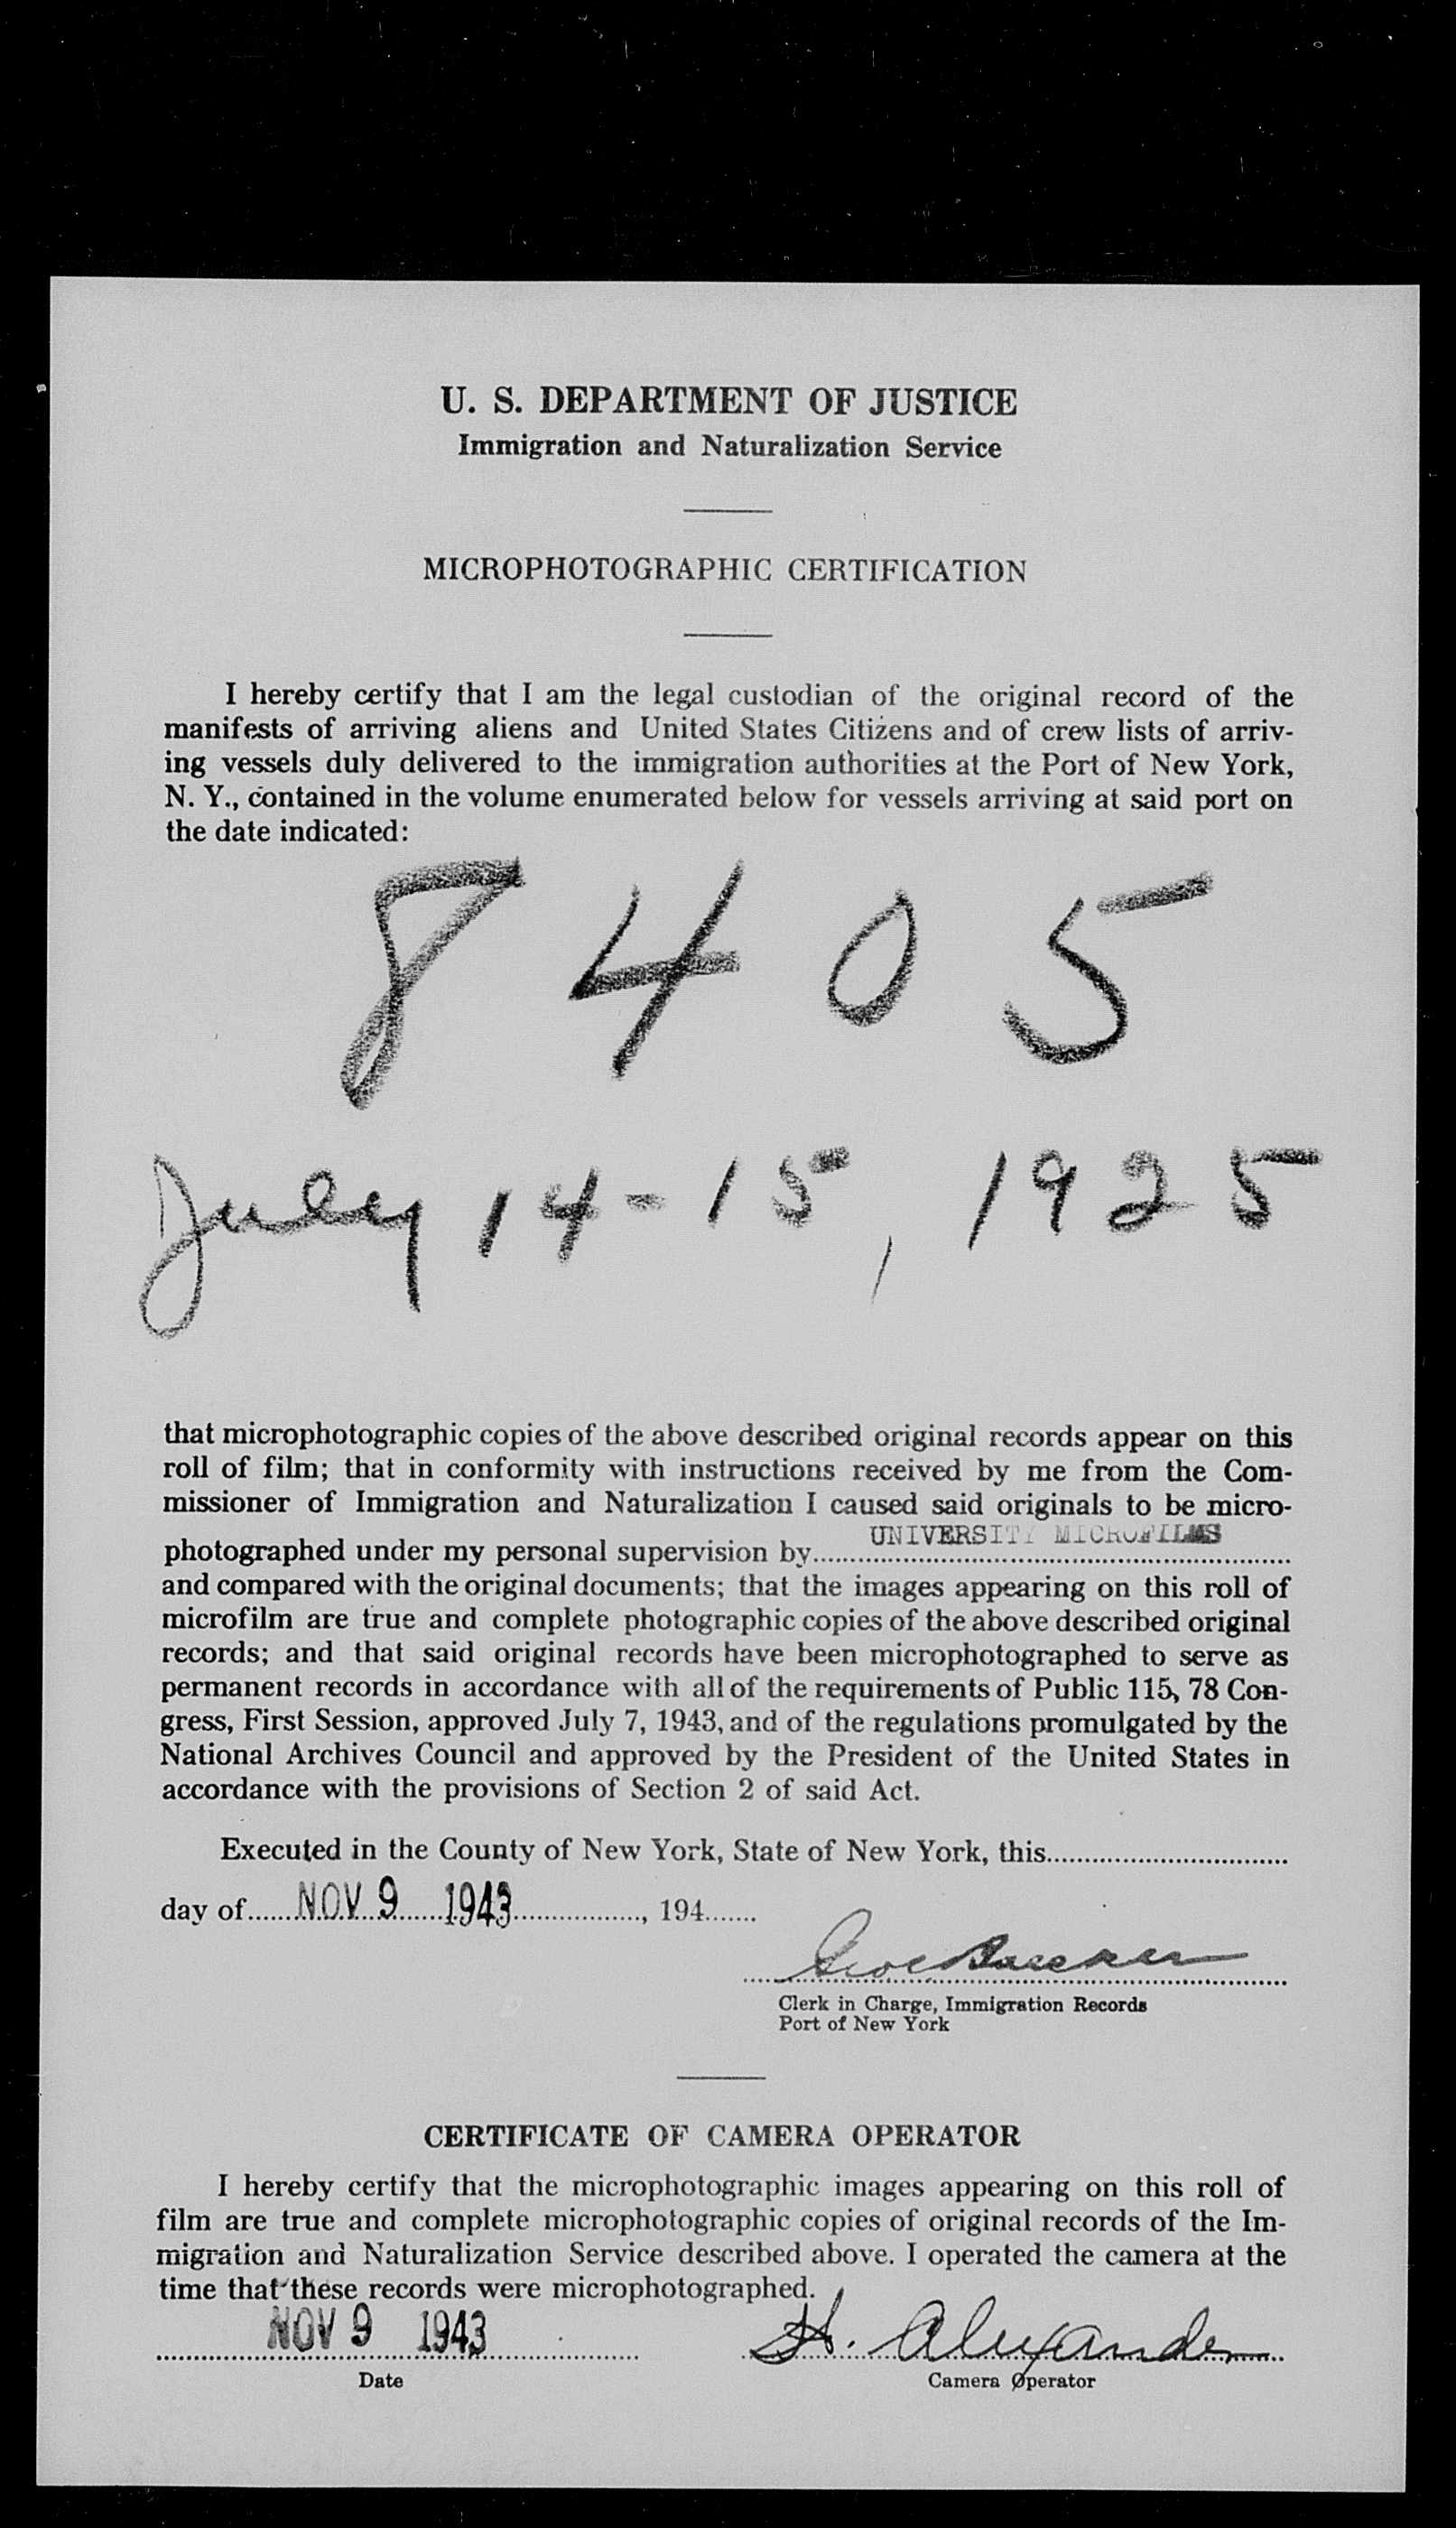 U. S. DEPARTMENT OF JUSTICE
Immigration and Naturalization Service
MICROPHOTOGRAPHIC CERTIFICATION
I hereby certify that I am the legal custodian of the original record of the
manifests of arriving aliens and United States Citizens and of crew lists of arriv-
ing vessels duly delivered to the immigration authorities at the Port of New York,
N. Y., contained in the volume enumerated below for vessels arriving at said port on
the date indicated:
8405
July 14-15, 1925
that microphotographic copies of the above described original records appear on this
roll of film; that in conformity with instructions received by me from the Com-
missioner of Immigration and Naturalization I caused said originals to be micro-
photographed under my personal supervision by UNIVERSITY MICROFILMS
and compared with the original documents; that the images appearing on this roll of
microfilm are true and complete photographic copies of the above described original
records; and that said original records have been microphotographed to serve as
permanent records in accordance with all of the requirements of Public 115, 78 Con-
gress, First Session, approved July 7, 1943, and of the regulations promulgated by the
National Archives Council and approved by the President of the United States in
accordance with the provisions of Section 2 of said Act.
Executed in the County of New York, State of New York, this
day of NOV 9 1943, 194
Clerk in Charge, Immigration Records
Port of New York
CERTIFICATE OF CAMERA OPERATOR
I hereby certify that the microphotographic images appearing on this roll of
film are true and complete microphotographic copies of original records of the Im-
migration and Naturalization Service described above. I operated the camera at the
time that these records were microphotographed.
NOV 9 1943 H. Alexander
Date Camera Operator